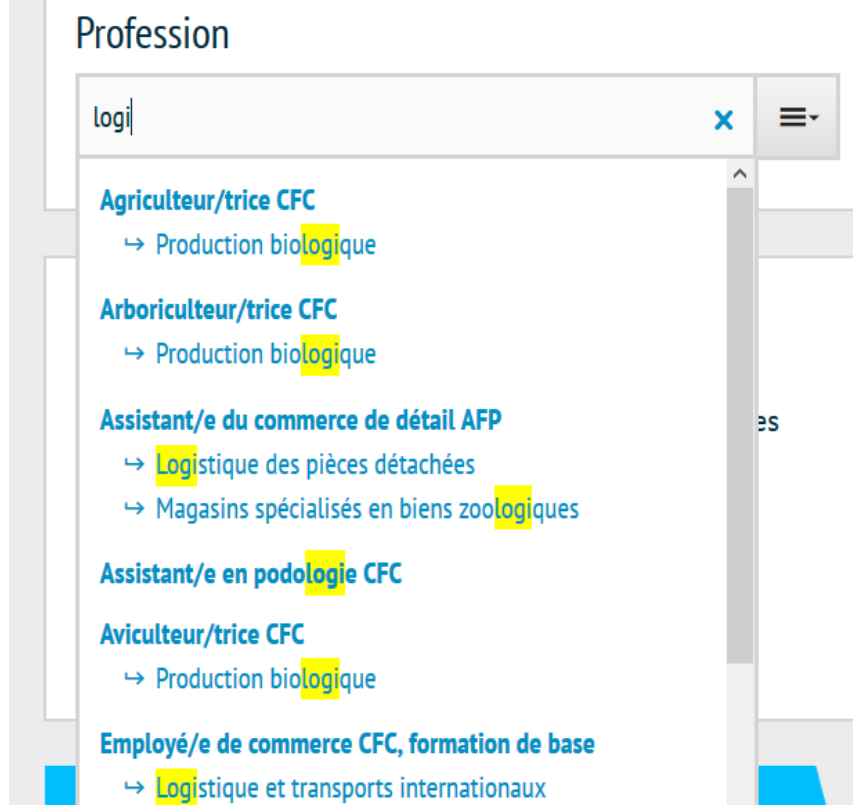 Profession
logi
Agriculteur/trice CFC
↪ Production biologique
Arboriculteur/trice CFC
↪ Production biologique
Assistant/e du commerce de détail AFP
↪ Logistique des pièces détachées
↪ Magasins spécialisés en biens zoologiques
Assistant/e en podologie CFC
Aviculteur/trice CFC
↪ Production biologique
Employé/e de commerce CFC, formation de base
↪ Logistique et transports internationaux